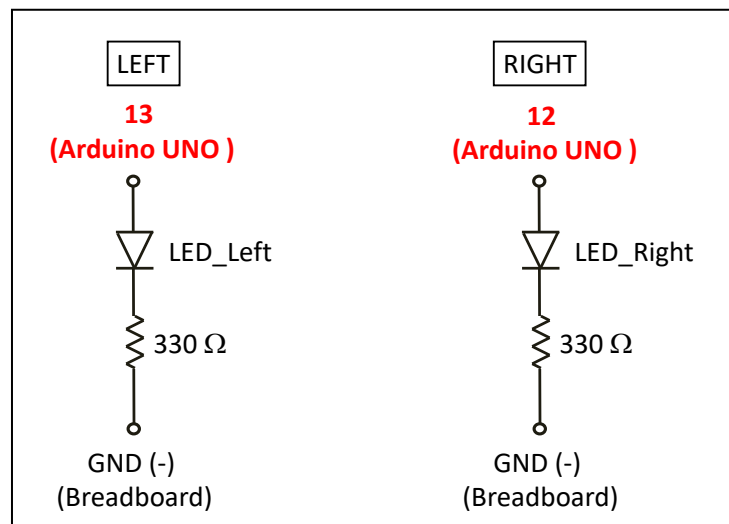 LEFT
13
(Arduino UNO )
LED_Left
330 Ω
GND (-)
(Breadboard)
RIGHT
12
(Arduino UNO )
LED_Right
330 Ω
GND (-)
(Breadboard)